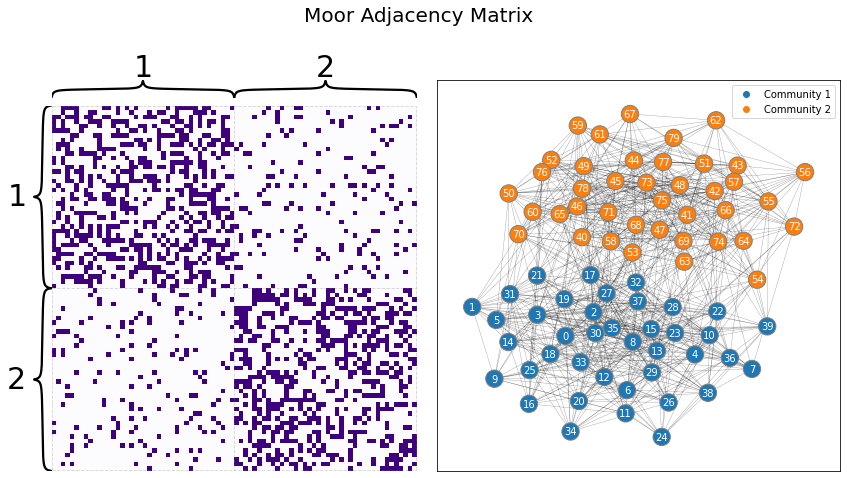 Moor Adjacency Matrix
1 2
1
2
Community 1
Community 2
67
59 62
61 79
52 44 77 51 43
76 49 56
45 73 48 57
50 78 42
75 55
60 65 46 71 41 66
68 72
70 40 58 47 69 74 64
53 63
21 17 32 54
31 27
1 19 37 28 22
5 3 2 39
35 15
14 0 30 8 23 10
18 13 4 36
25 33 29 7
9 12
6 38
16 20 26
11
34 24